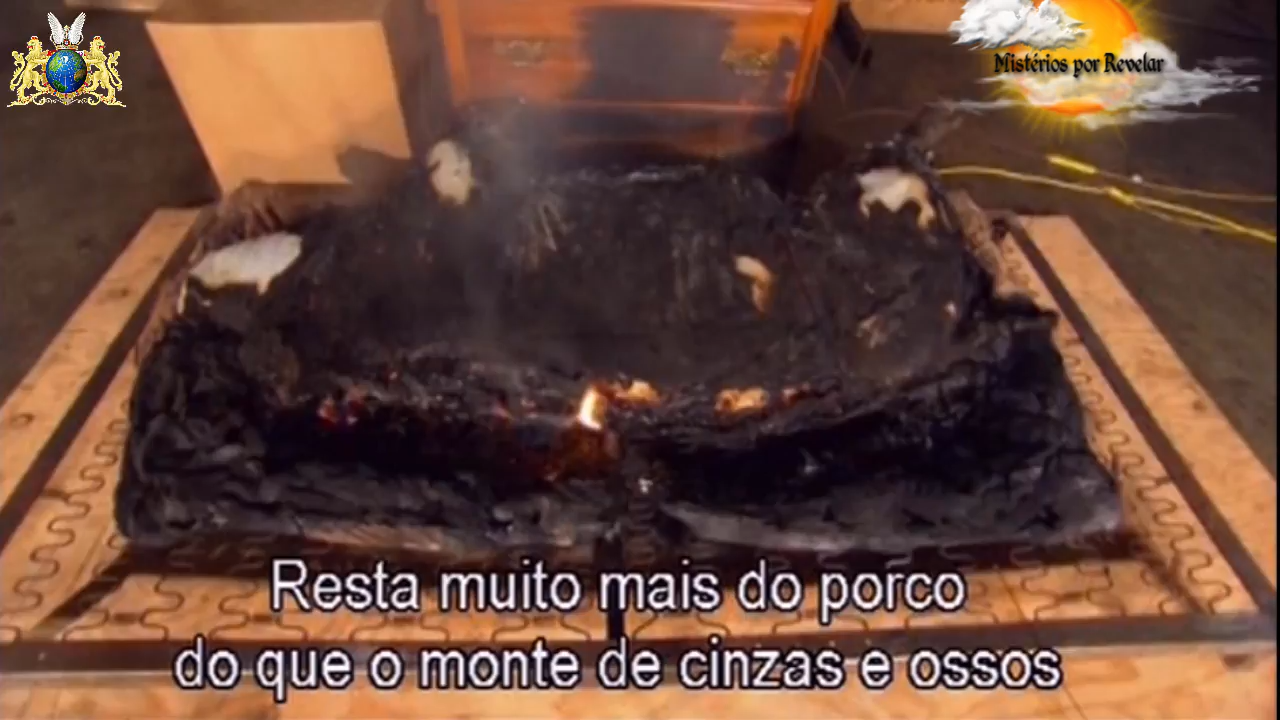 Mistérios por Revelar
Resta muito mais do porco
do que o monte de cinzas e ossos